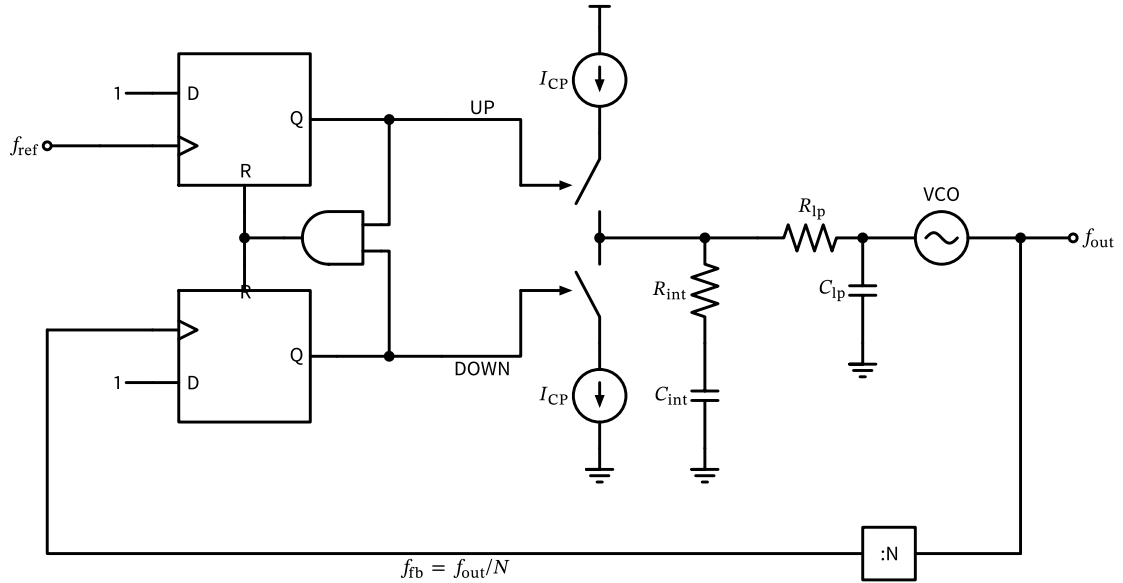 I_CP
1
D
Q
UP
f_ref
R
R_lp
VCO
f_out
R_int
C_lp
R
1
D
Q
DOWN
I_CP
C_int
:N
f_fb = f_out/N